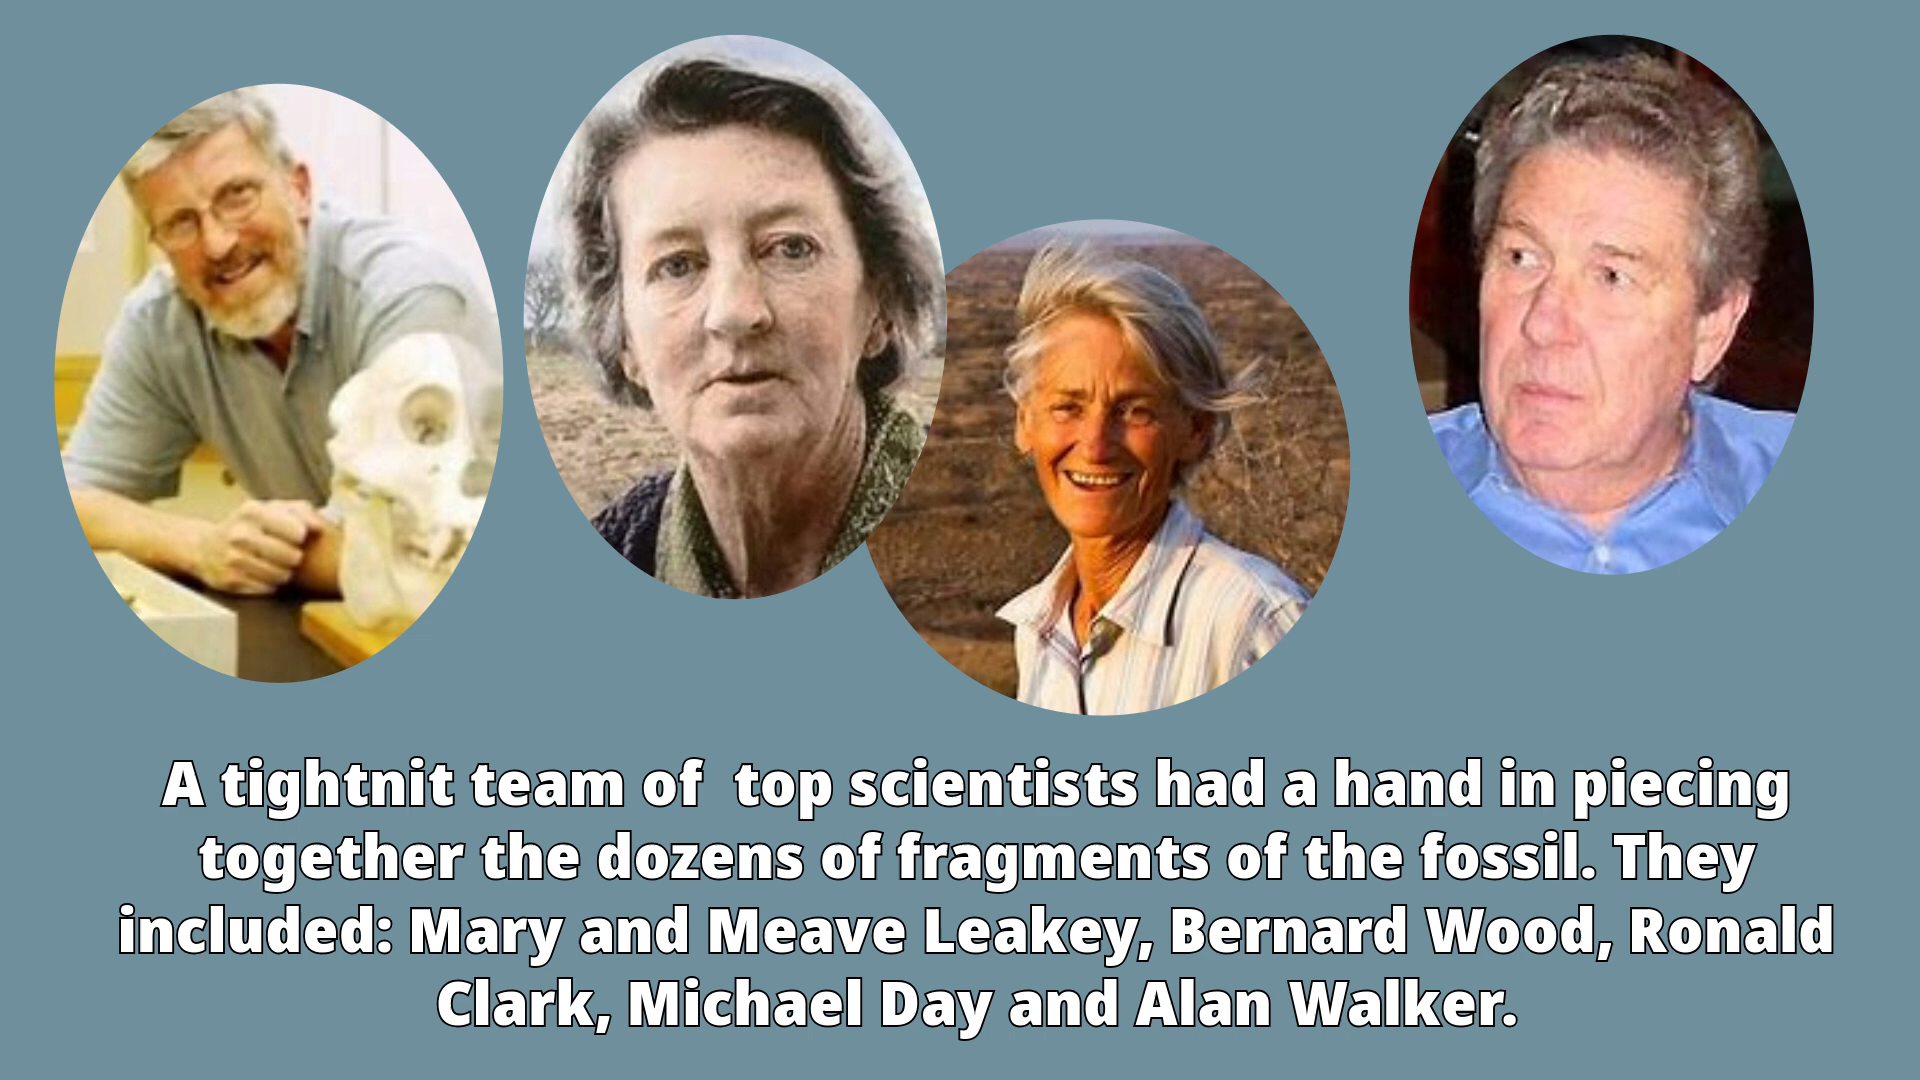 A tightnit team of  top scientists had a hand in piecing
together the dozens of fragments of the fossil. They
included: Mary and Meave Leakey, Bernard Wood, Ronald
Clark, Michael Day and Alan Walker.